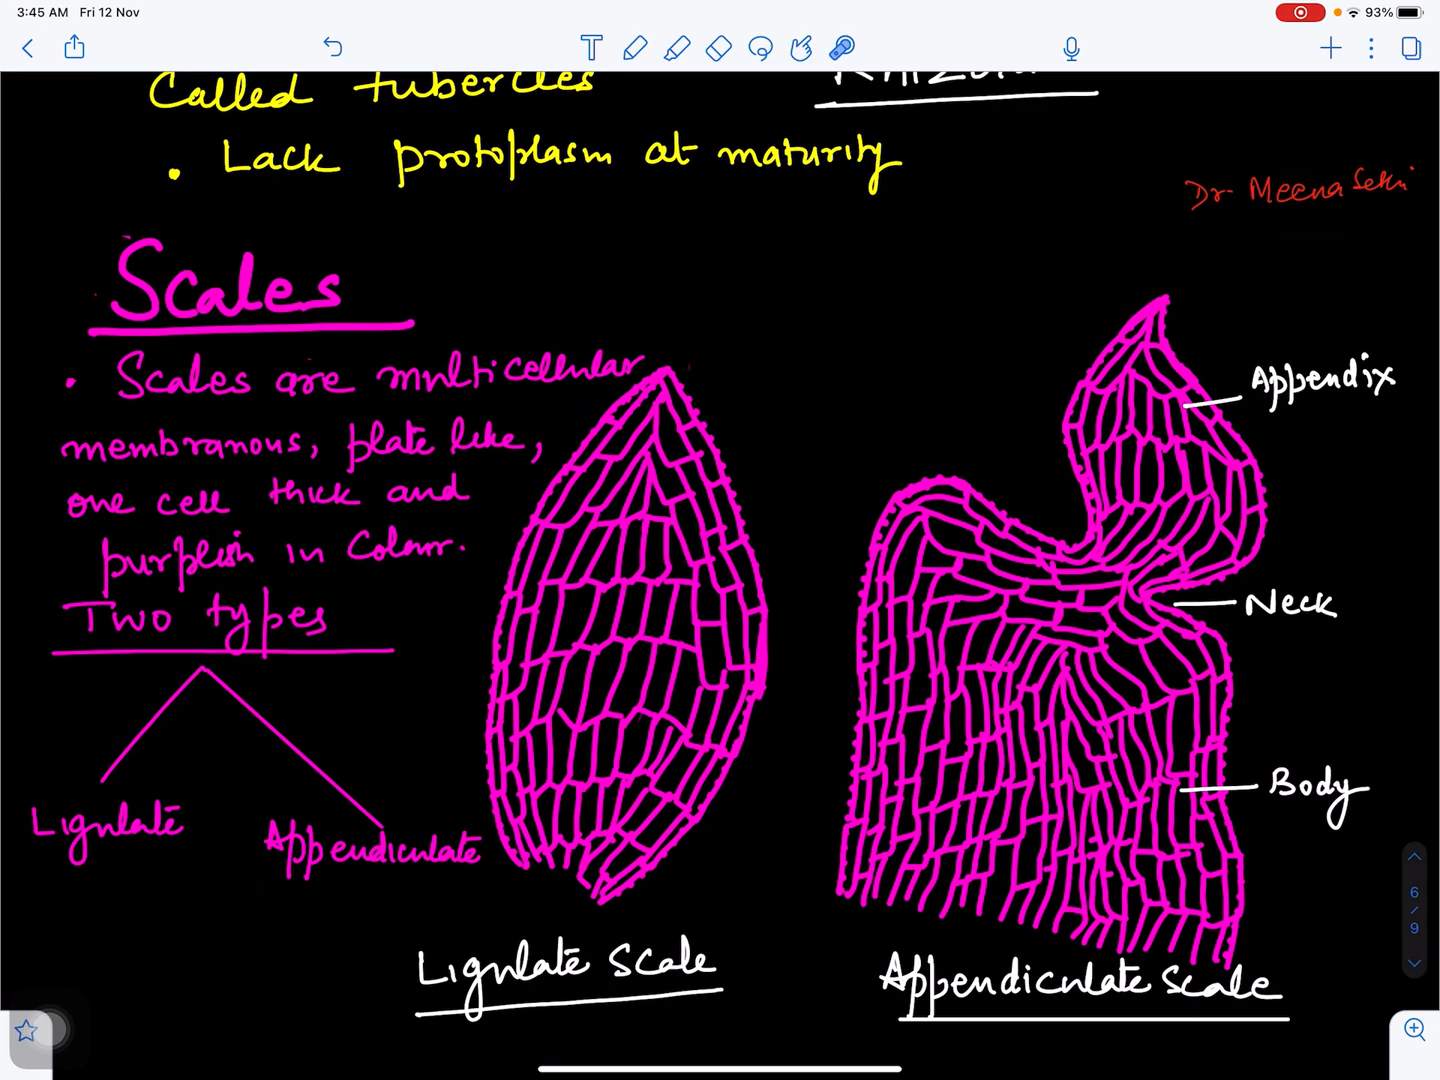 3:45 AM Fri 12 Nov
93%
Called tubercles
• Lack protoplasm at maturity
Dr- Meena Sekhri
Scales
• Scales are multicellular
membranous, plate like,
one cell thick and
purplish in Colour.
Two types
Ligulate
Appendiculate
Appendix
Neck
Body
Ligulate Scale
Appendiculate Scale
6
/
9